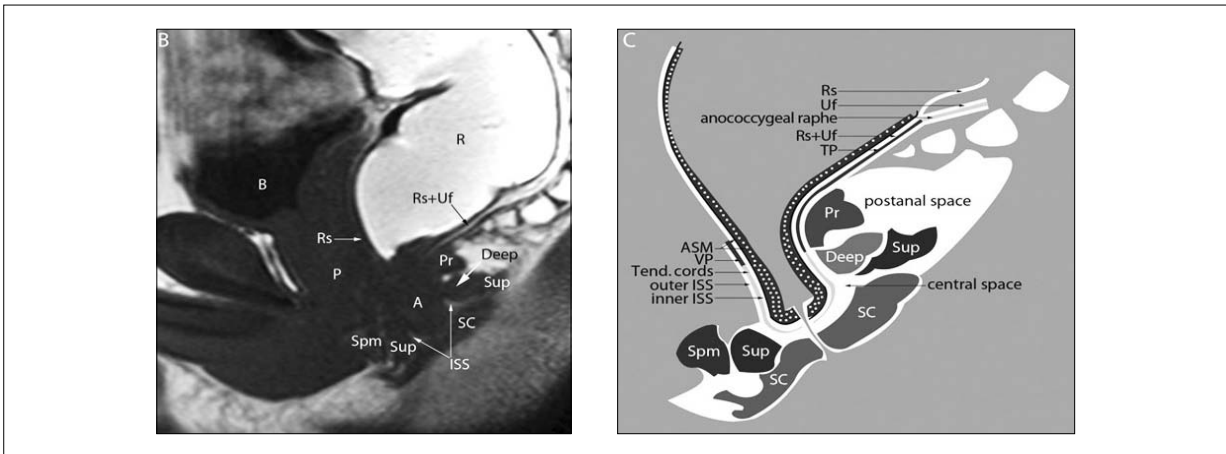 B
R
B
Rs+Uf
Rs
Pr
Deep
P
Sup
A
SC
Spm
Sup
ISS
C
Rs
Uf
anococcygeal raphe
Rs+Uf
TP
Pr
postanal space
ASM
VP
Deep
Sup
Tend. cords
outer ISS
central space
inner ISS
SC
Spm
Sup
SC